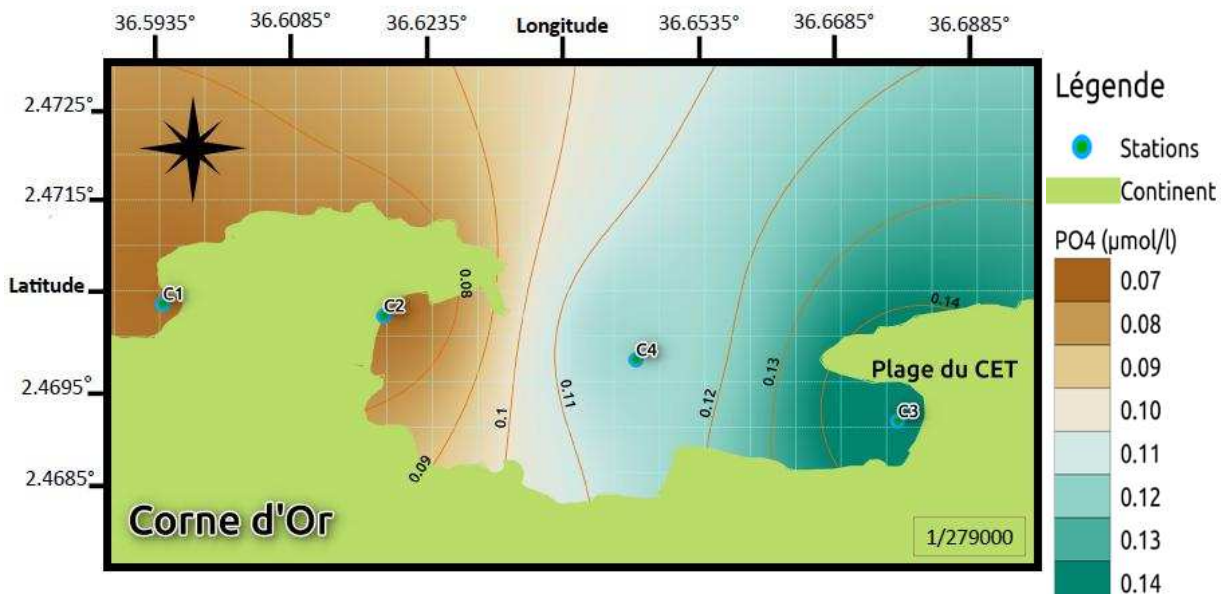 36.5935° 36.6085° 36.6235° Longitude 36.6535° 36.6685° 36.6885°
2.4725°
2.4715°
Latitude
2.4695°
2.4685°
C1
C2
C4
C3
0.08
0.09
0.1
0.11
0.12
0.13
0.14
Plage du CET
Corne d'Or
1/279000
Légende
Stations
Continent
PO4 (µmol/l)
0.07
0.08
0.09
0.10
0.11
0.12
0.13
0.14